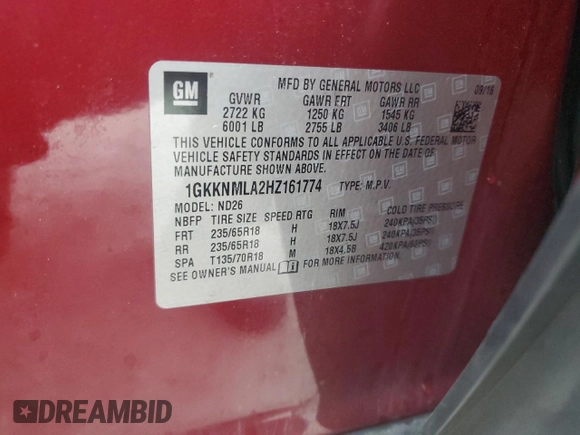 GM
MFD BY GENERAL MOTORS LLC 09/16
GVWR GAWR FRT GAWR RR
2722 KG 1250 KG 1545 KG
6001 LB 2755 LB 3406 LB
THIS VEHICLE CONFORMS TO ALL APPLICABLE U.S. FEDERAL MOTOR
VEHICLE SAFETY STANDARDS IN EFFECT ON THE DATE OF
MANUFACTURE SHOWN ABOVE.
1GKKNMLA2HZ161774 TYPE: M.P.V.
MODEL: ND26
NBFP TIRE SIZE SPEED RTG RIM COLD TIRE PRESSURE
FRT 235/65R18 H 18X7.5J 240KPA(35PSI)
RR 235/65R18 H 18X7.5J 240KPA(35PSI)
SPA T135/70R18 M 18X4.5B 420KPA(60PSI)
SEE OWNER'S MANUAL
DREAMBID